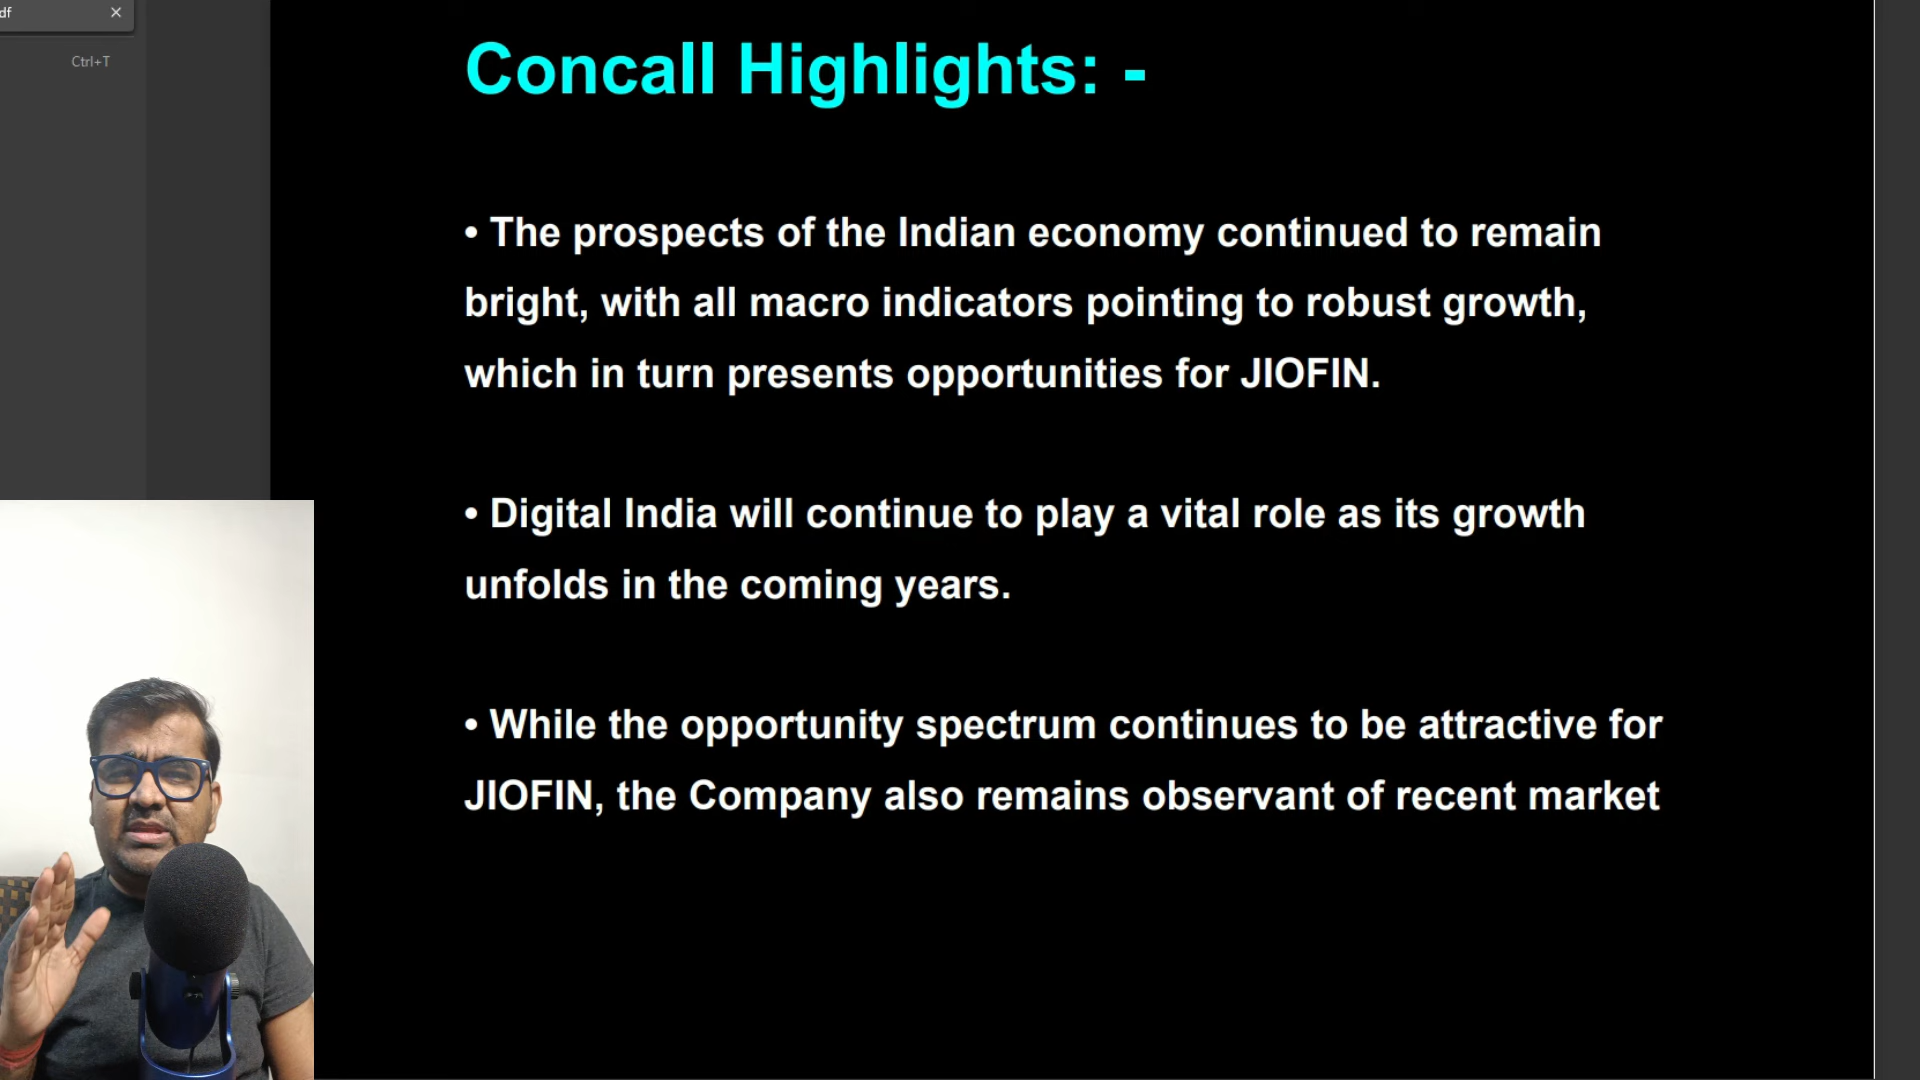 df
Ctrl+T
Concall Highlights: -
• The prospects of the Indian economy continued to remain
bright, with all macro indicators pointing to robust growth,
which in turn presents opportunities for JIOFIN.
• Digital India will continue to play a vital role as its growth
unfolds in the coming years.
• While the opportunity spectrum continues to be attractive for
JIOFIN, the Company also remains observant of recent market